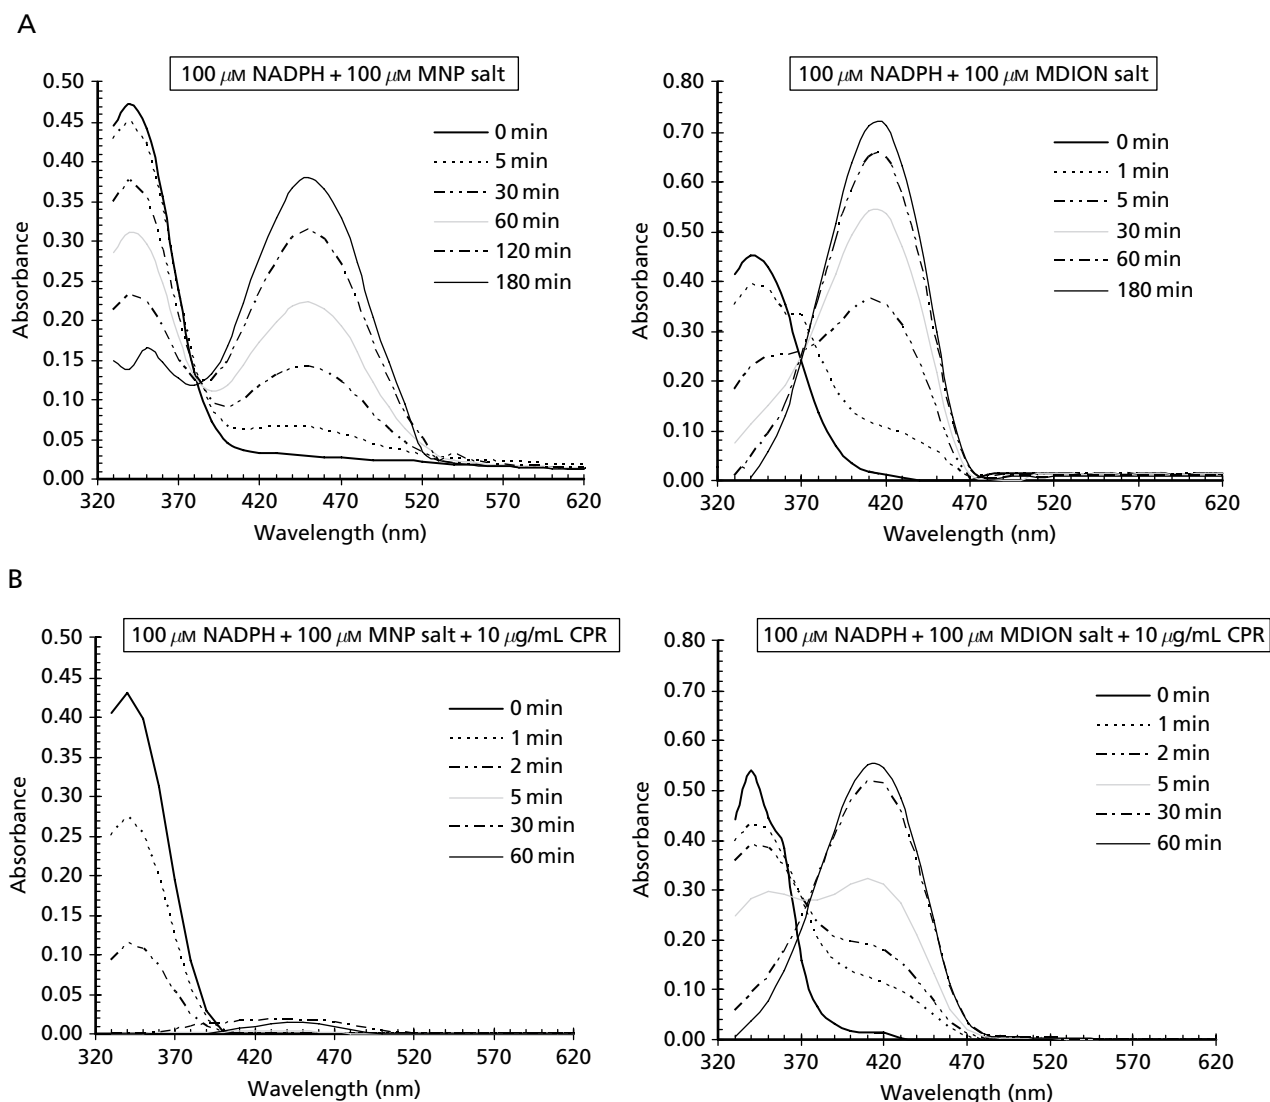 A
100 μM NADPH + 100 μM MNP salt
0.50
0.45
0.40
0.35
0.30
0.25
0.20
0.15
0.10
0.05
0.00
Absorbance
0 min
5 min
30 min
60 min
120 min
180 min
320 370 420 470 520 570 620
Wavelength (nm)
100 μM NADPH + 100 μM MDION salt
0.80
0.70
0.60
0.50
0.40
0.30
0.20
0.10
0.00
Absorbance
0 min
1 min
5 min
30 min
60 min
180 min
320 370 420 470 520 570 620
Wavelength (nm)
B
100 μM NADPH + 100 μM MNP salt + 10 μg/mL CPR
0.50
0.45
0.40
0.35
0.30
0.25
0.20
0.15
0.10
0.05
0.00
Absorbance
0 min
1 min
2 min
5 min
30 min
60 min
320 370 420 470 520 570 620
Wavelength (nm)
100 μM NADPH + 100 μM MDION salt + 10 μg/mL CPR
0.80
0.70
0.60
0.50
0.40
0.30
0.20
0.10
0.00
Absorbance
0 min
1 min
2 min
5 min
30 min
60 min
320 370 420 470 520 570 620
Wavelength (nm)